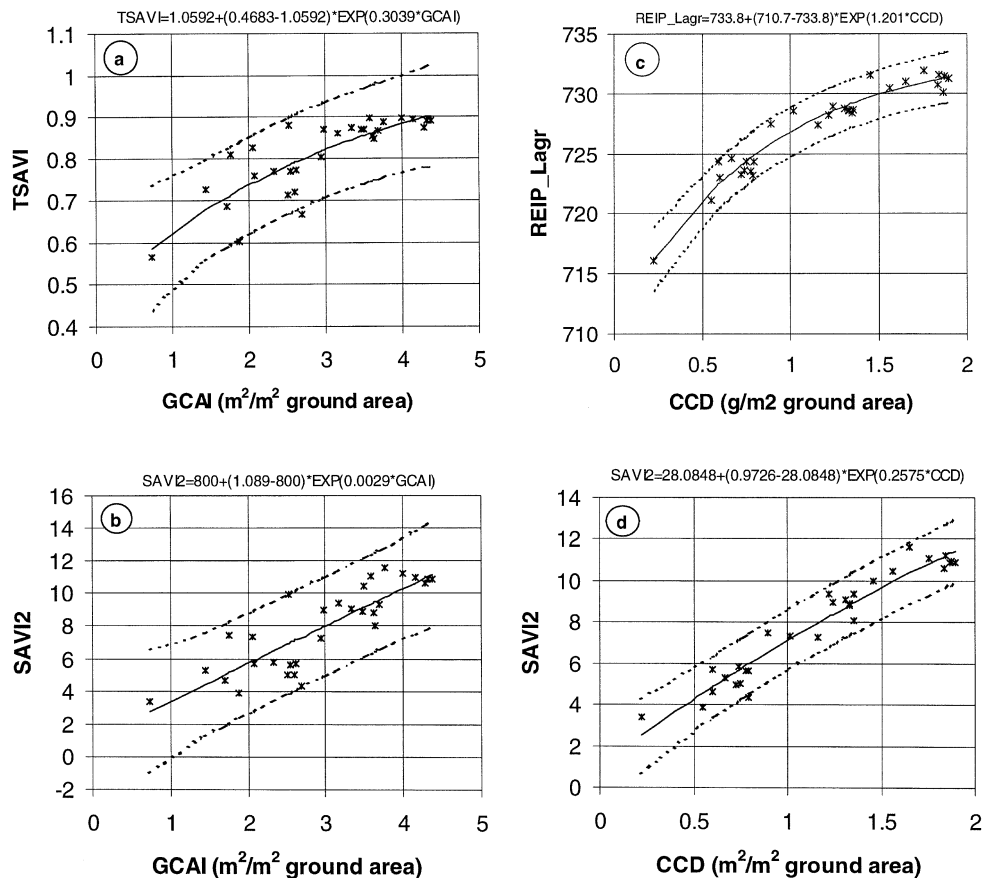 TSAVI=1.0592+(0.4683-1.0592)*EXP(0.3039*GCAI)
1.1
1
0.9
0.8
0.7
0.6
0.5
0.4
a
TSAVI
0 1 2 3 4 5
GCAI (m²/m² ground area)
REIP_Lagr=733.8+(710.7-733.8)*EXP(1.201*CCD)
735
730
725
720
715
710
c
REIP_Lagr
0 0.5 1 1.5 2
CCD (g/m2 ground area)
SAVI2=800+(1.089-800)*EXP(0.0029*GCAI)
16
14
12
10
8
6
4
2
0
-2
b
SAVI2
0 1 2 3 4 5
GCAI (m²/m² ground area)
SAVI2=28.0848+(0.9726-28.0848)*EXP(0.2575*CCD)
14
12
10
8
6
4
2
0
d
SAVI2
0 0.5 1 1.5 2
CCD (m²/m² ground area)